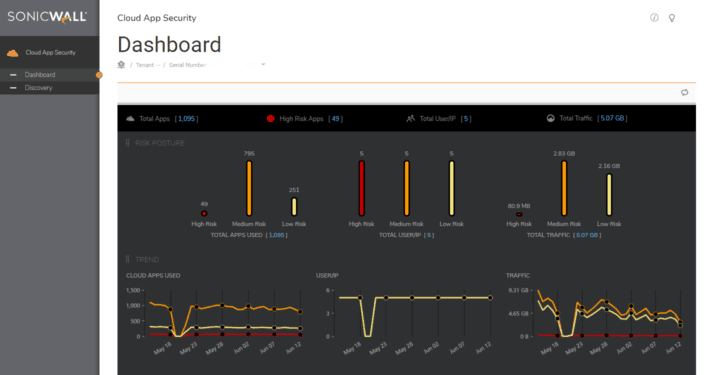 SONICWALL
Cloud App Security
Dashboard
Discovery
Cloud App Security
Dashboard
/ Tenant -- / Serial Number
Total Apps [ 1,095 ]
High Risk Apps [ 49 ]
Total User/IP [ 5 ]
Total Traffic [ 5.07 GB ]
RISK POSTURE
795
251
49
High Risk Medium Risk Low Risk
TOTAL APPS USED [ 1,095 ]
5 5 5
High Risk Medium Risk Low Risk
TOTAL USER/IP [ 5 ]
2.83 GB
2.16 GB
80.9 MB
High Risk Medium Risk Low Risk
TOTAL TRAFFIC [ 5.07 GB ]
TREND
CLOUD APPS USED
1,500
1,000
500
0
May 18 May 23 May 28 Jun 02 Jun 07 Jun 12
USER/IP
6
3
0
May 18 May 23 May 28 Jun 02 Jun 07 Jun 12
TRAFFIC
9.31 GB
4.65 GB
0 B
May 18 May 23 May 28 Jun 02 Jun 07 Jun 12